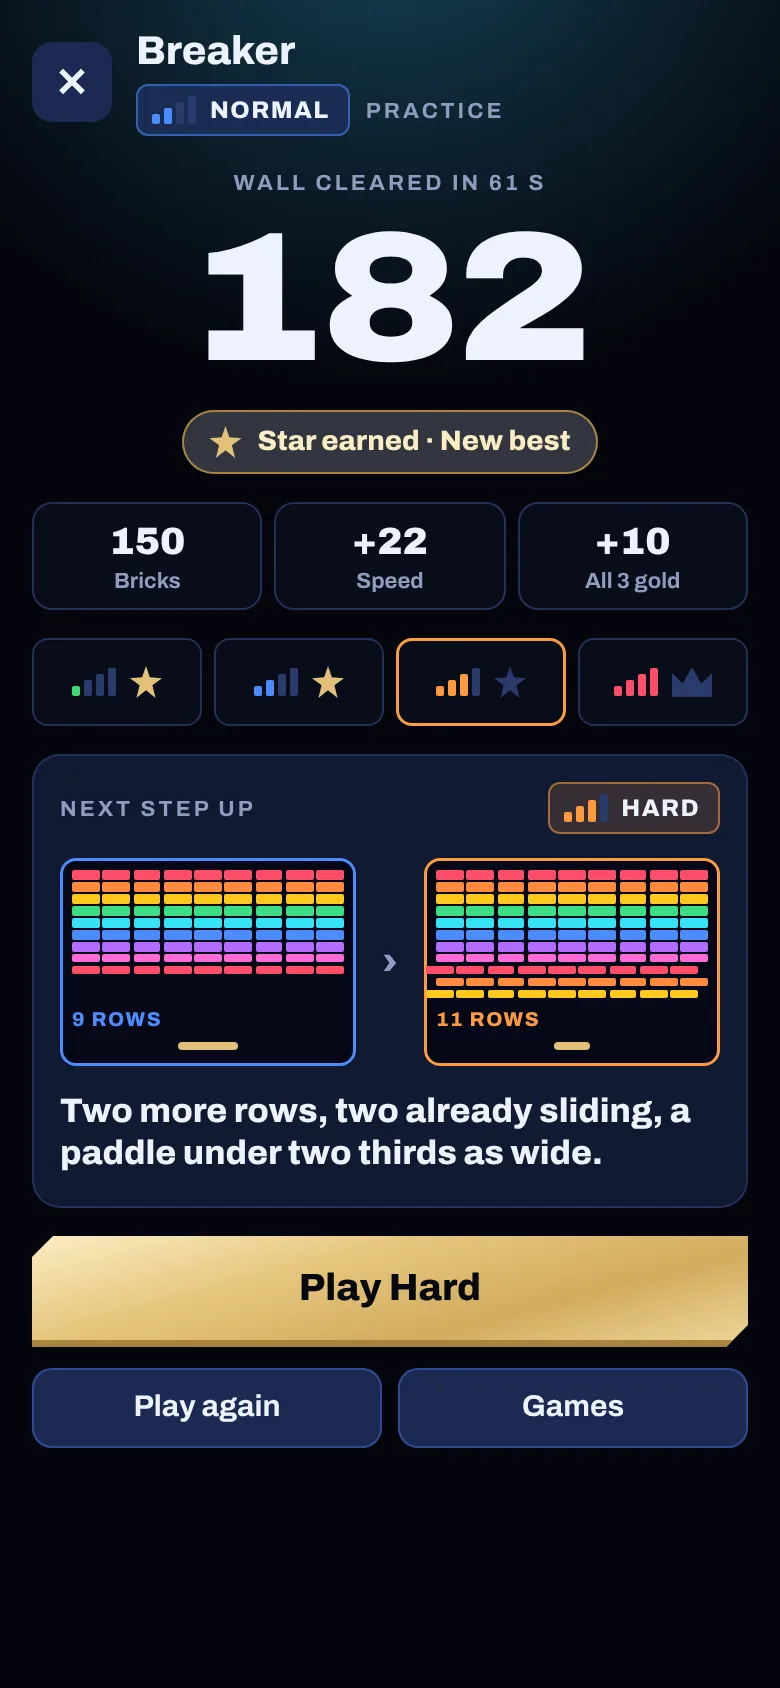 Breaker
NORMAL PRACTICE
WALL CLEARED IN 61 S
182
Star earned · New best
150 +22 +10
Bricks Speed All 3 gold
NEXT STEP UP HARD
9 ROWS › 11 ROWS
Two more rows, two already sliding, a
paddle under two thirds as wide.
Play Hard
Play again Games